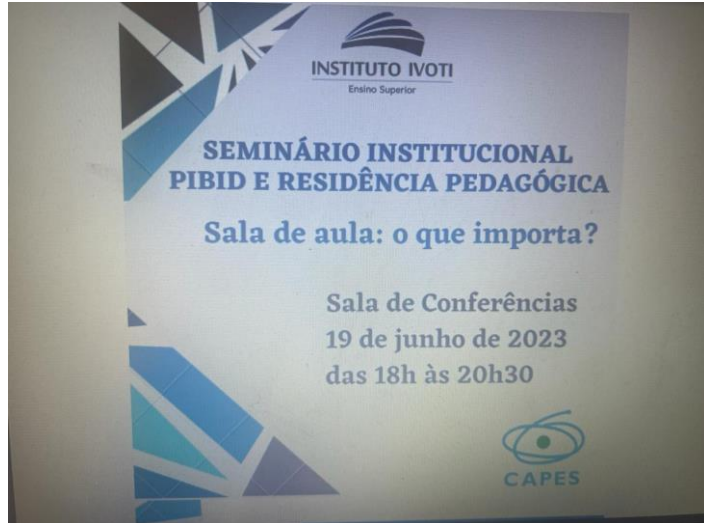 INSTITUTO IVOTI
Ensino Superior
SEMINÁRIO INSTITUCIONAL
PIBID E RESIDÊNCIA PEDAGÓGICA
Sala de aula: o que importa?
Sala de Conferências
19 de junho de 2023
das 18h às 20h30
CAPES